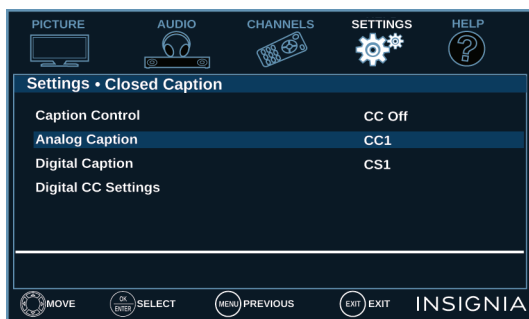 PICTURE AUDIO CHANNELS SETTINGS HELP
Settings • Closed Caption
Caption Control CC Off
Analog Caption CC1
Digital Caption CS1
Digital CC Settings
MOVE OK ENTER SELECT MENU PREVIOUS EXIT EXIT INSIGNIA